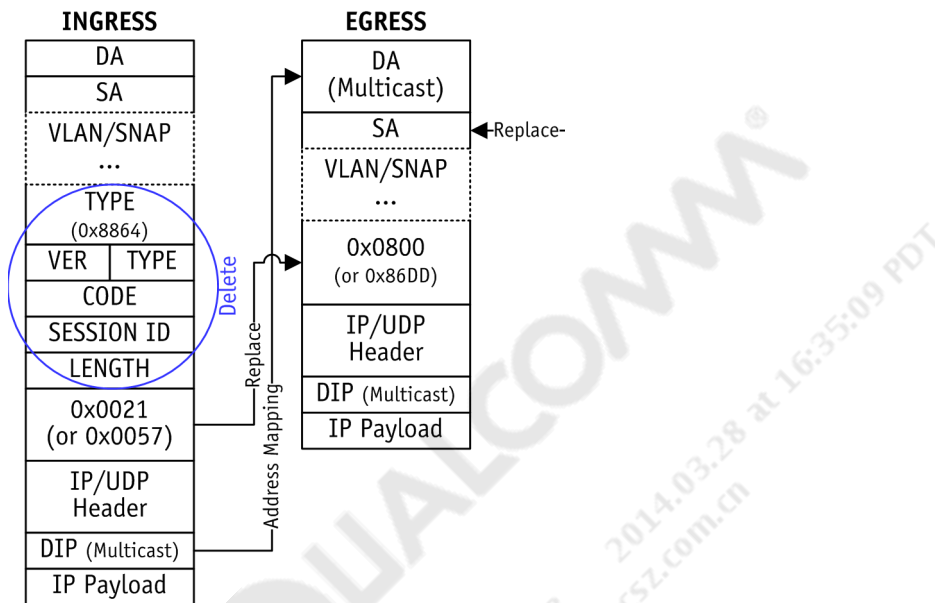 INGRESS
DA
SA
VLAN/SNAP
...
TYPE
(0x8864)
VER TYPE
CODE
SESSION ID
LENGTH
0x0021
(or 0x0057)
IP/UDP
Header
DIP (Multicast)
IP Payload
Delete
Replace
Address Mapping
EGRESS
DA
(Multicast)
SA
Replace
VLAN/SNAP
...
0x0800
(or 0x86DD)
IP/UDP
Header
DIP (Multicast)
IP Payload
QUALCOMM®
2014.03.28 at 16:35:09 PDT